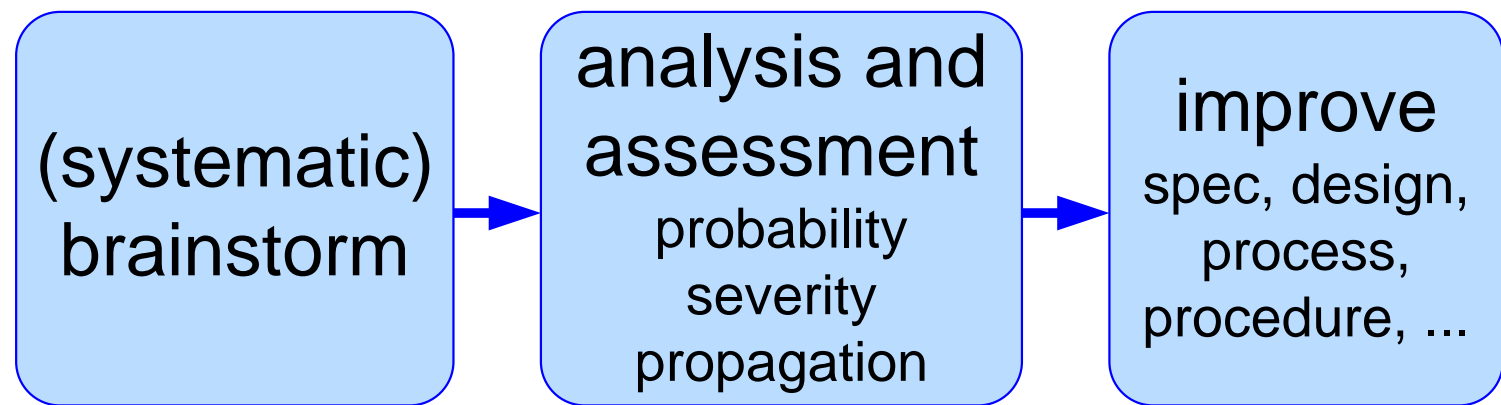 (systematic)
brainstorm
analysis and
assessment
probability
severity
propagation
improve
spec, design,
process,
procedure, ...